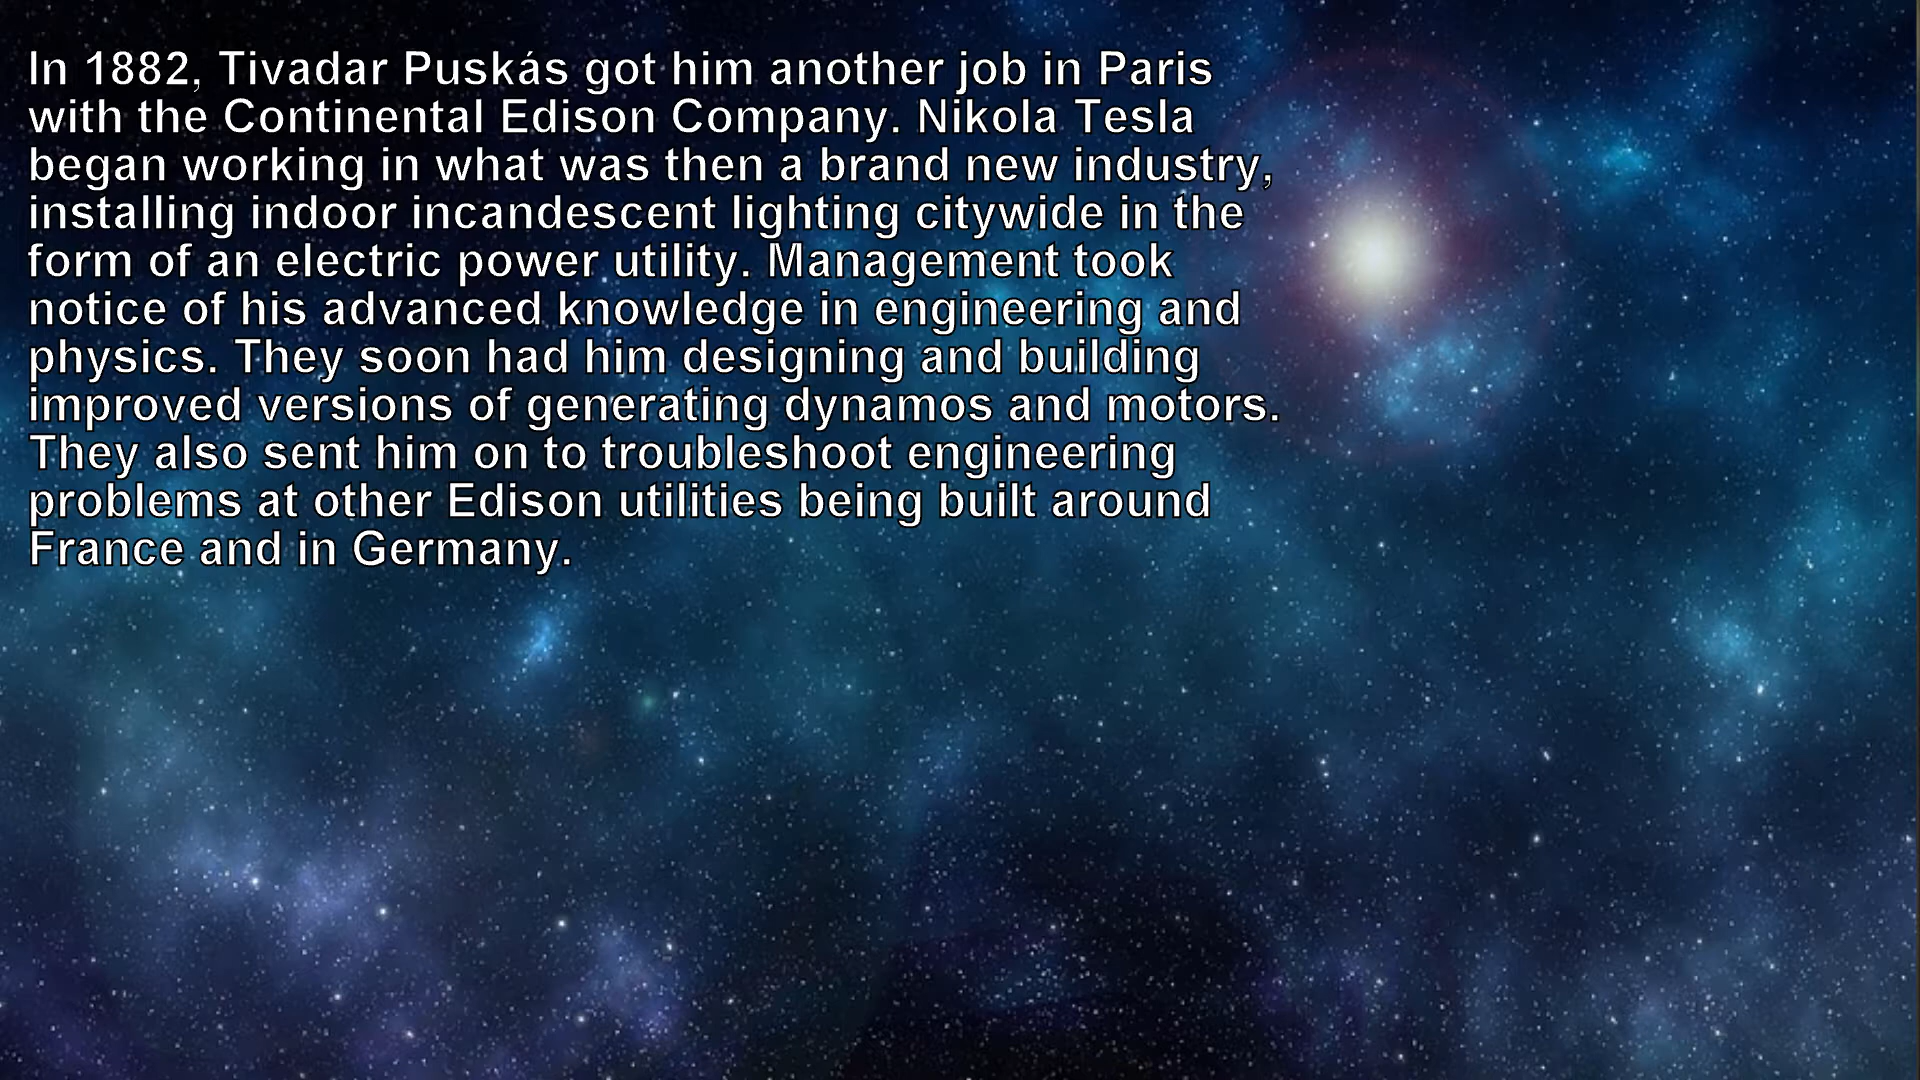 In 1882, Tivadar Puskás got him another job in Paris
with the Continental Edison Company. Nikola Tesla
began working in what was then a brand new industry,
installing indoor incandescent lighting citywide in the
form of an electric power utility. Management took
notice of his advanced knowledge in engineering and
physics. They soon had him designing and building
improved versions of generating dynamos and motors.
They also sent him on to troubleshoot engineering
problems at other Edison utilities being built around
France and in Germany.